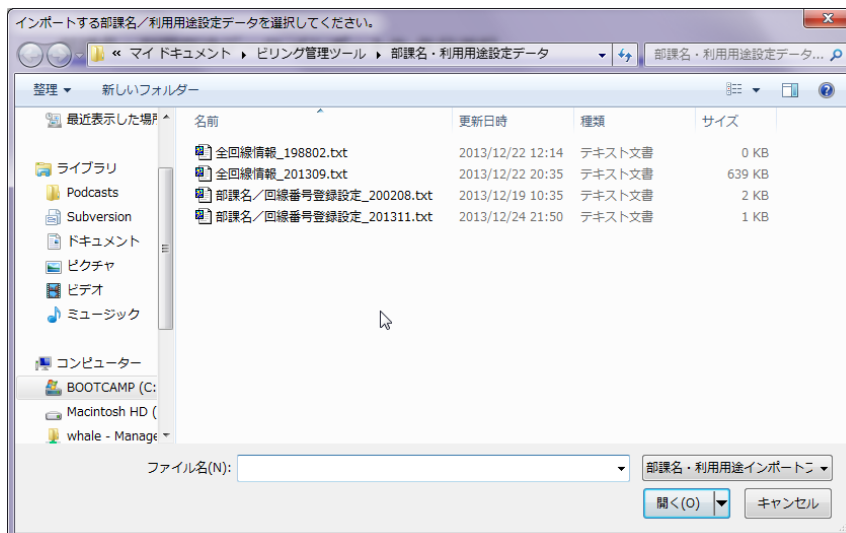 インポートする部課名／利用用途設定データを選択してください。
« マイ ドキュメント ▸ ビリング管理ツール ▸ 部課名・利用用途設定データ
部課名・利用用途設定データ...
整理 ▼ 新しいフォルダー
最近表示した場所
名前 更新日時 種類 サイズ
全回線情報_198802.txt 2013/12/22 12:14 テキスト文書 0 KB
ライブラリ
全回線情報_201309.txt 2013/12/22 20:35 テキスト文書 639 KB
Podcasts
部課名／回線番号登録設定_200208.txt 2013/12/19 10:35 テキスト文書 2 KB
Subversion
部課名／回線番号登録設定_201311.txt 2013/12/24 21:50 テキスト文書 1 KB
ドキュメント
ピクチャ
ビデオ
ミュージック
コンピューター
BOOTCAMP (C:
Macintosh HD (
whale - Manage
ファイル名(N):
部課名・利用用途インポートフ
開く(O) ▼ キャンセル